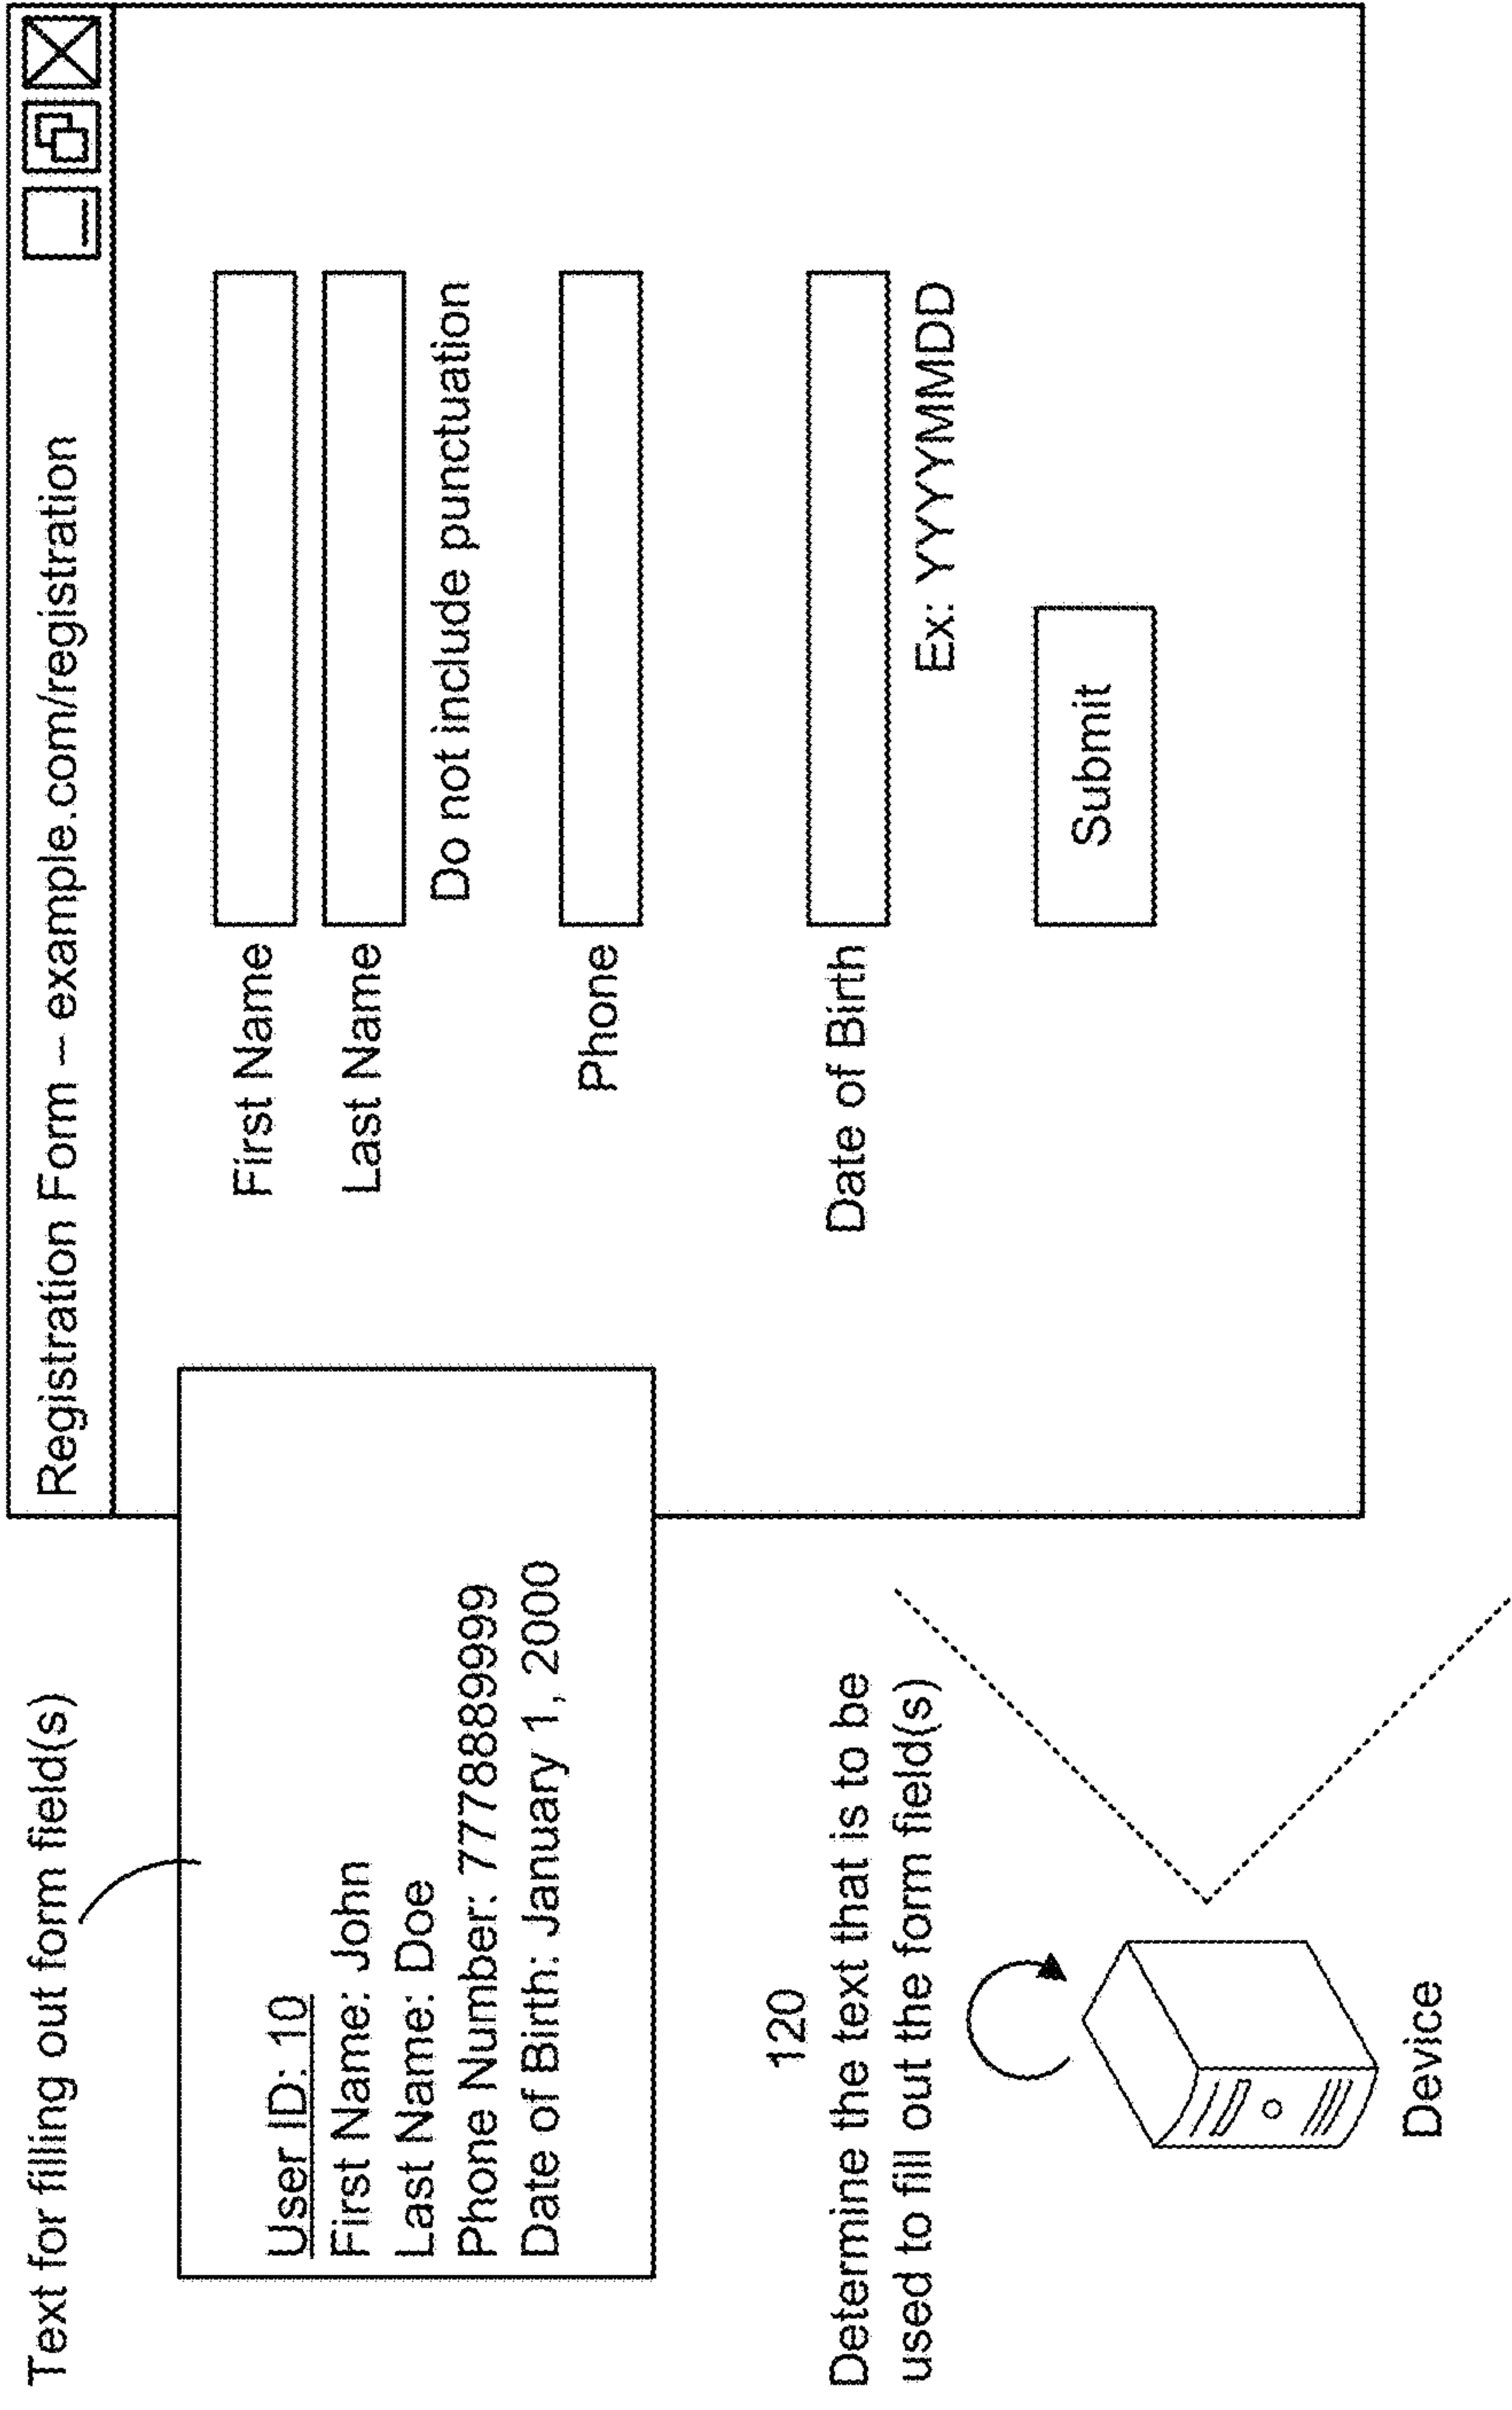 Text for filling out form field(s)
User ID: 10
First Name: John
Last Name: Doe
Phone Number: 7778889999
Date of Birth: January 1, 2000
120
Determine the text that is to be
used to fill out the form field(s)
Device
Registration Form – example.com/registration
First Name
Last Name
Do not include punctuation
Phone
Date of Birth
Ex: YYYYMMDD
Submit